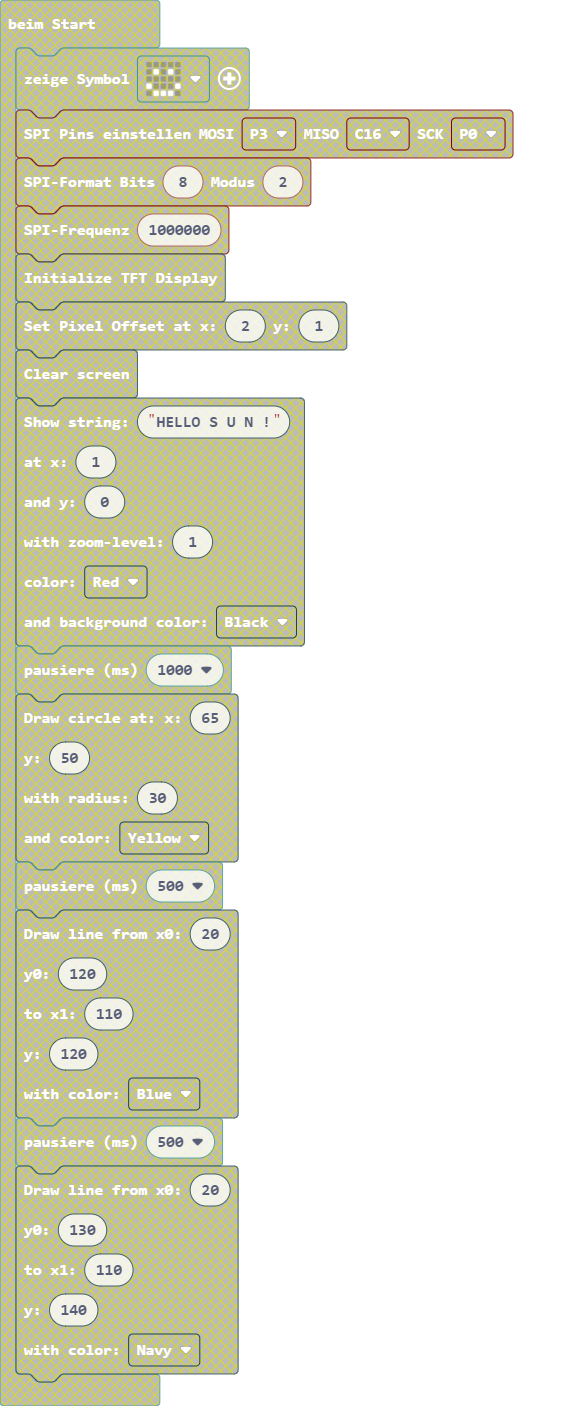 beim Start
zeige Symbol
SPI Pins einstellen MOSI P3 MISO C16 SCK P0
SPI-Format Bits 8 Modus 2
SPI-Frequenz 1000000
Initialize TFT Display
Set Pixel Offset at x: 2 y: 1
Clear screen
Show string: "HELLO S U N !"
at x: 1
and y: 0
with zoom-level: 1
color: Red
and background color: Black
pausiere (ms) 1000
Draw circle at: x: 65
y: 50
with radius: 30
and color: Yellow
pausiere (ms) 500
Draw line from x0: 20
y0: 120
to x1: 110
y: 120
with color: Blue
pausiere (ms) 500
Draw line from x0: 20
y0: 130
to x1: 110
y: 140
with color: Navy